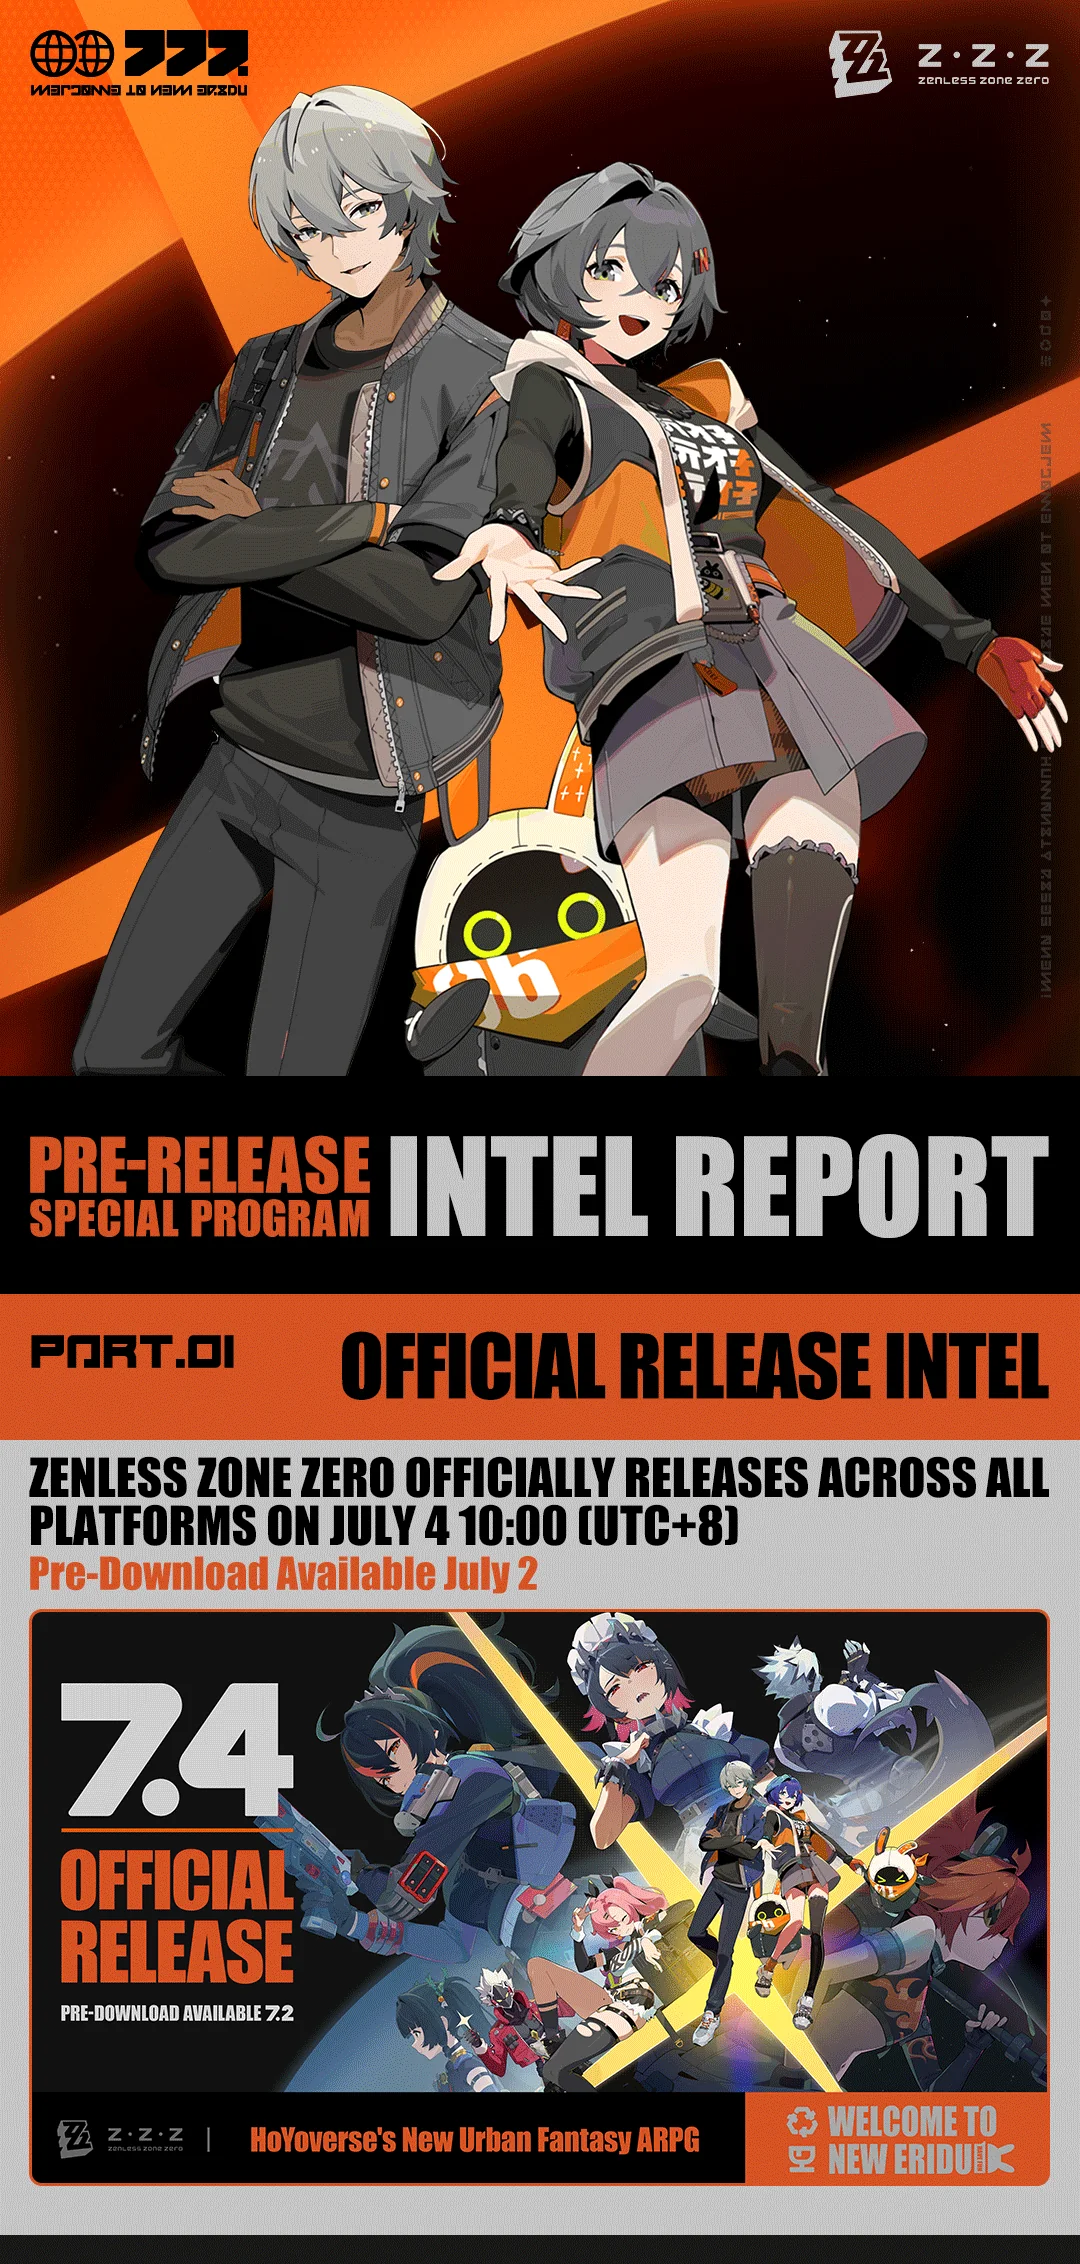 Z·Z·Z
ZENLESS ZONE ZERO
PRE-RELEASE
SPECIAL PROGRAM
INTEL REPORT
PART.01
OFFICIAL RELEASE INTEL
ZENLESS ZONE ZERO OFFICIALLY RELEASES ACROSS ALL
PLATFORMS ON JULY 4 10:00 (UTC+8)
Pre-Download Available July 2
7.4
OFFICIAL
RELEASE
PRE-DOWNLOAD AVAILABLE 7.2
Z·Z·Z
ZENLESS ZONE ZERO
HoYoverse's New Urban Fantasy ARPG
WELCOME TO
NEW ERIDU